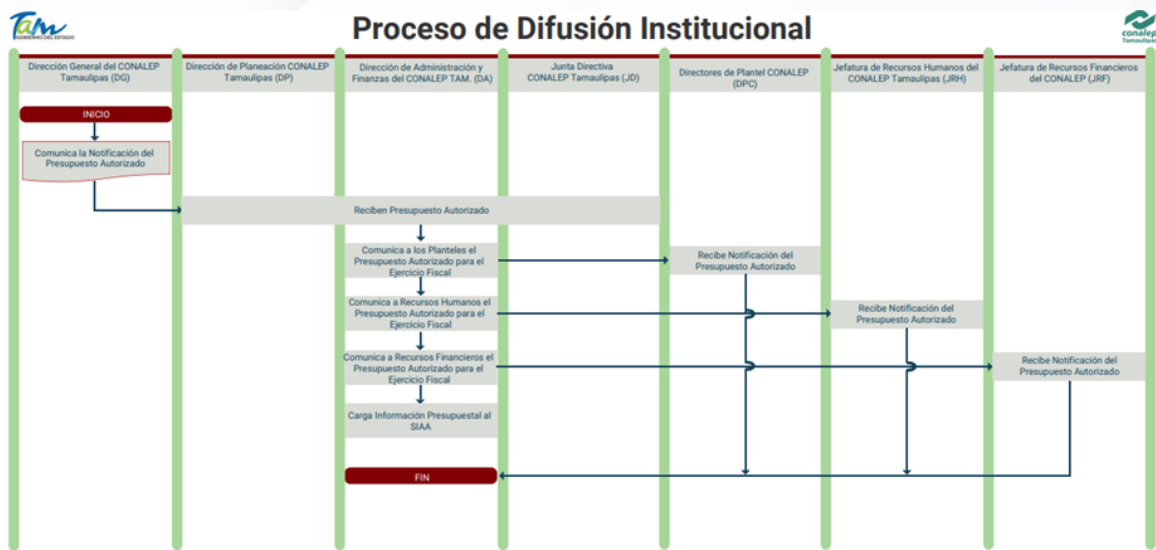 Tam
GOBIERNO DEL ESTADO
Proceso de Difusión Institucional
conalep
Tamaulipas
Dirección General del CONALEP
Tamaulipas (DG)
Dirección de Planeación CONALEP
Tamaulipas (DP)
Dirección de Administración y
Finanzas del CONALEP TAM. (DA)
Junta Directiva
CONALEP Tamaulipas (JD)
Directores de Plantel CONALEP
(DPC)
Jefatura de Recursos Humanos del
CONALEP Tamaulipas (JRH)
Jefatura de Recursos Financieros
del CONALEP (JRF)
INICIO
Comunica la Notificación del
Presupuesto Autorizado
Reciben Presupuesto Autorizado
Comunica a los Planteles el
Presupuesto Autorizado para el
Ejercicio Fiscal
Recibe Notificación del
Presupuesto Autorizado
Comunica a Recursos Humanos el
Presupuesto Autorizado para el
Ejercicio Fiscal
Recibe Notificación del
Presupuesto Autorizado
Comunica a Recursos Financieros el
Presupuesto Autorizado para el
Ejercicio Fiscal
Recibe Notificación del
Presupuesto Autorizado
Carga Información Presupuestal al
SIAA
FIN